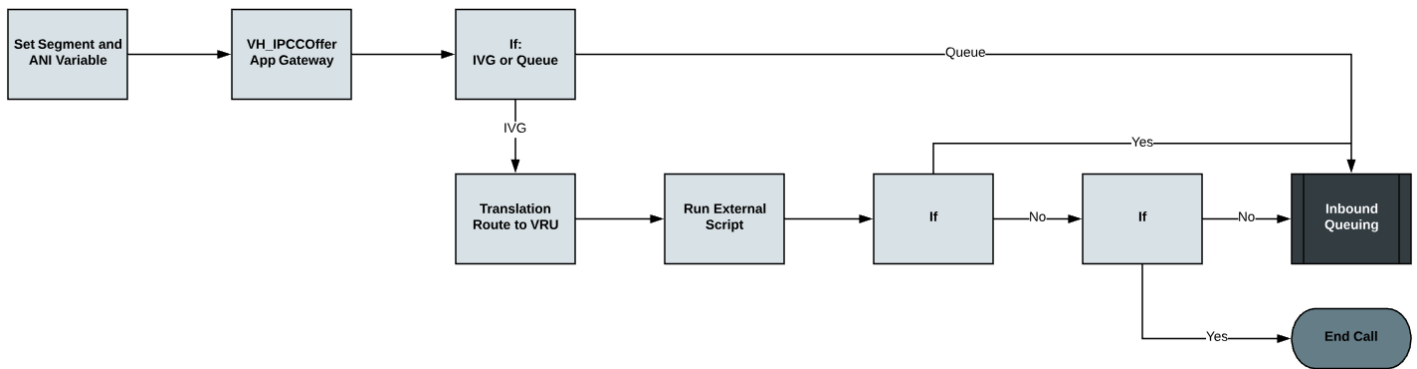 Set Segment and
ANI Variable
VH_IPCCOffer
App Gateway
If:
IVG or Queue
Queue
IVG
Yes
Translation
Route to VRU
Run External
Script
If
No
If
No
Inbound
Queuing
Yes
End Call